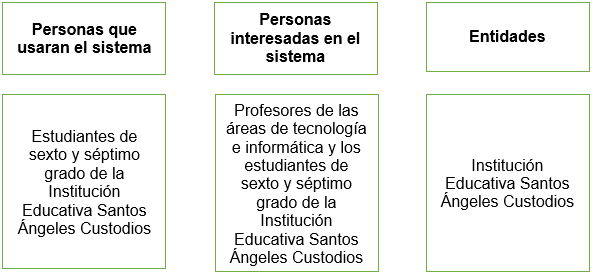 Personas que
usaran el sistema
Personas
interesadas en el
sistema
Entidades
Estudiantes de
sexto y séptimo
grado de la
Institución
Educativa Santos
Ángeles Custodios
Profesores de las
áreas de tecnología
e informática y los
estudiantes de
sexto y séptimo
grado de la
Institución
Educativa Santos
Ángeles Custodios
Institución
Educativa Santos
Ángeles Custodios